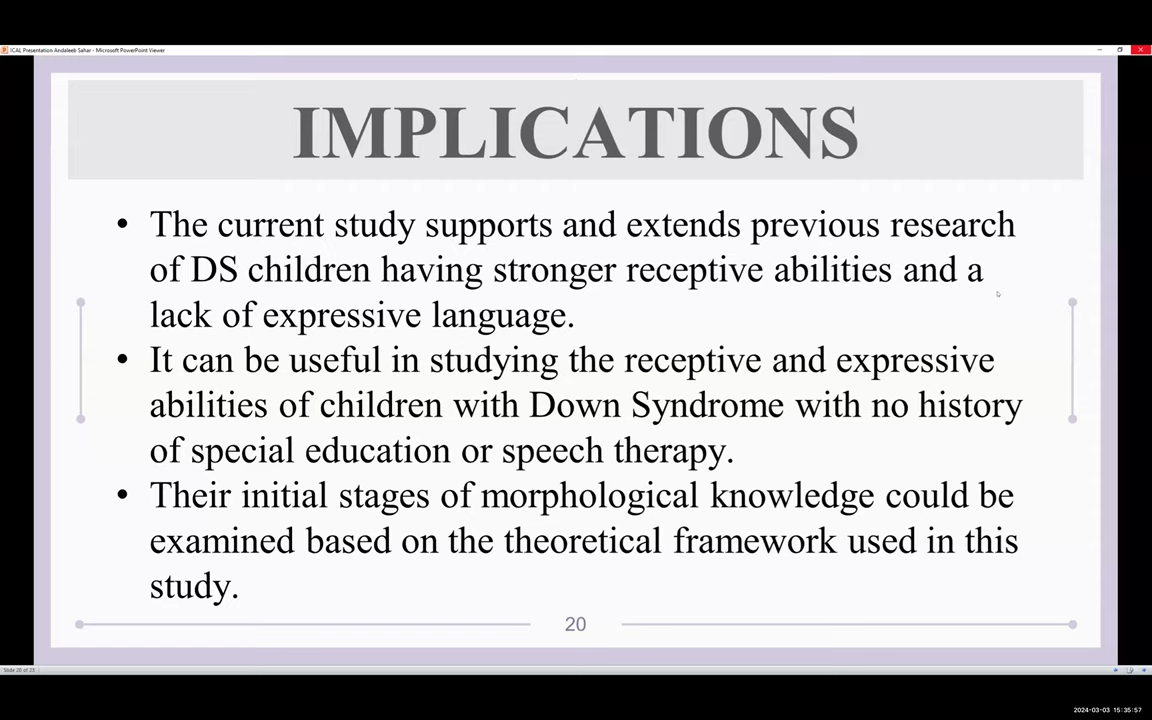 ICAL Presentation Andaleeb Sahar - Microsoft PowerPoint Viewer
IMPLICATIONS
• The current study supports and extends previous research
of DS children having stronger receptive abilities and a
lack of expressive language.
• It can be useful in studying the receptive and expressive
abilities of children with Down Syndrome with no history
of special education or speech therapy.
• Their initial stages of morphological knowledge could be
examined based on the theoretical framework used in this
study.
20
Slide 20 of 23
2024-03-03 15:35:57